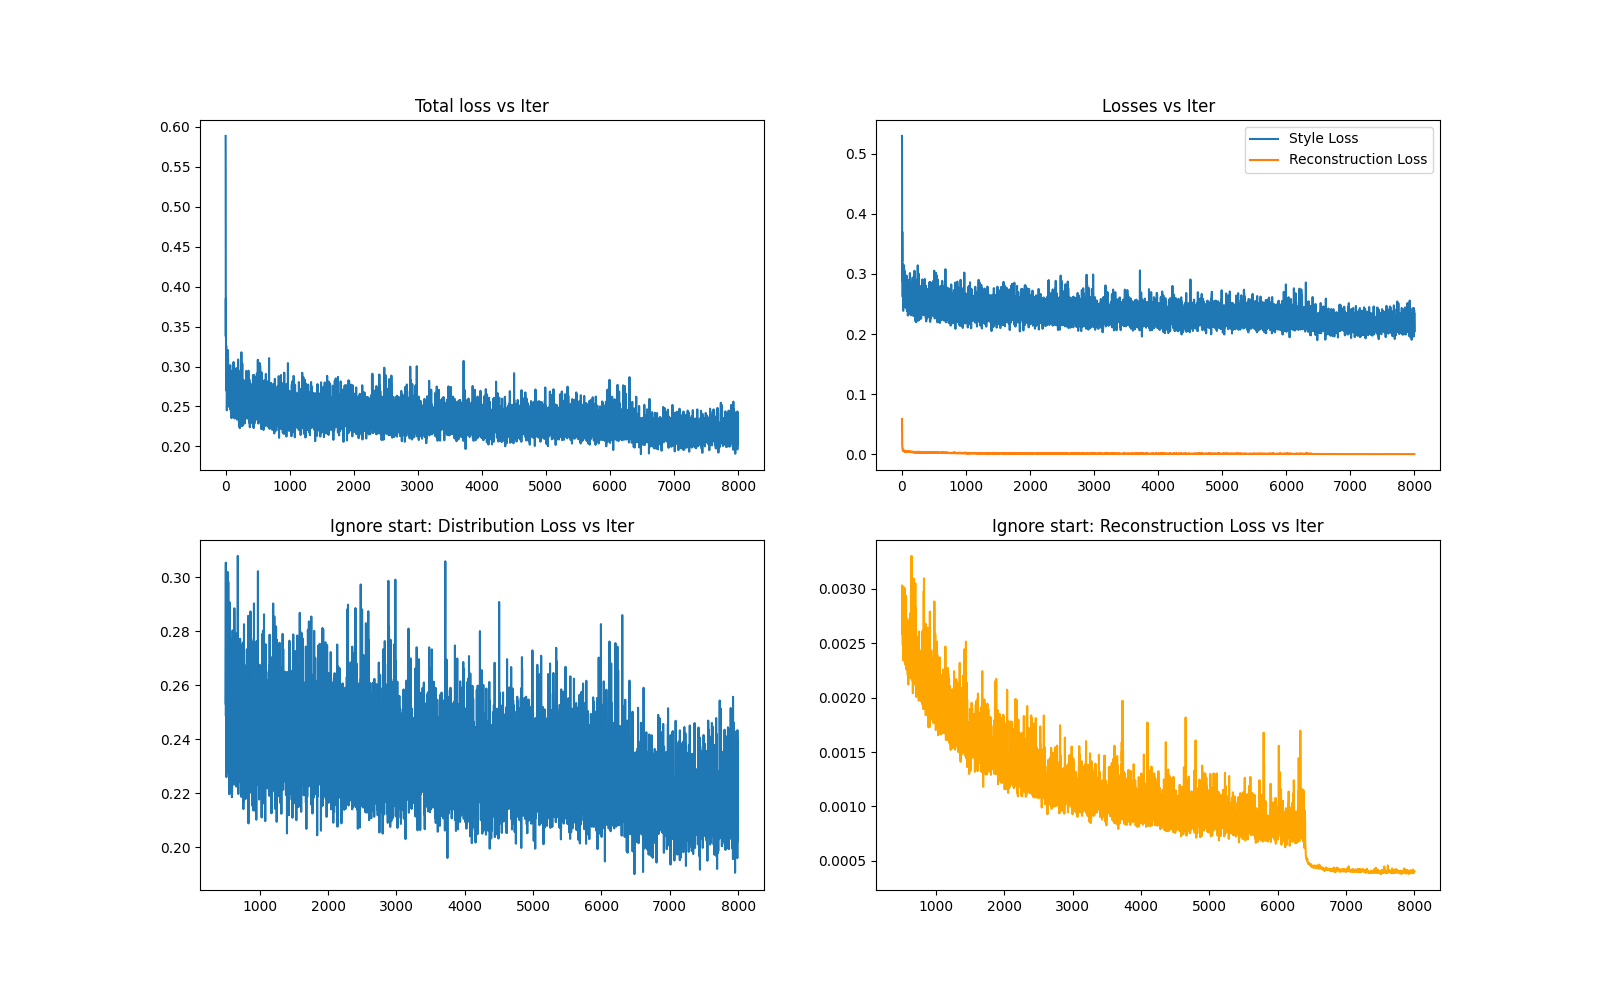 Total loss vs Iter
0.60
0.55
0.50
0.45
0.40
0.35
0.30
0.25
0.20
0 1000 2000 3000 4000 5000 6000 7000 8000
Losses vs Iter
Style Loss
Reconstruction Loss
0.5
0.4
0.3
0.2
0.1
0.0
0 1000 2000 3000 4000 5000 6000 7000 8000
Ignore start: Distribution Loss vs Iter
0.30
0.28
0.26
0.24
0.22
0.20
1000 2000 3000 4000 5000 6000 7000 8000
Ignore start: Reconstruction Loss vs Iter
0.0030
0.0025
0.0020
0.0015
0.0010
0.0005
1000 2000 3000 4000 5000 6000 7000 8000